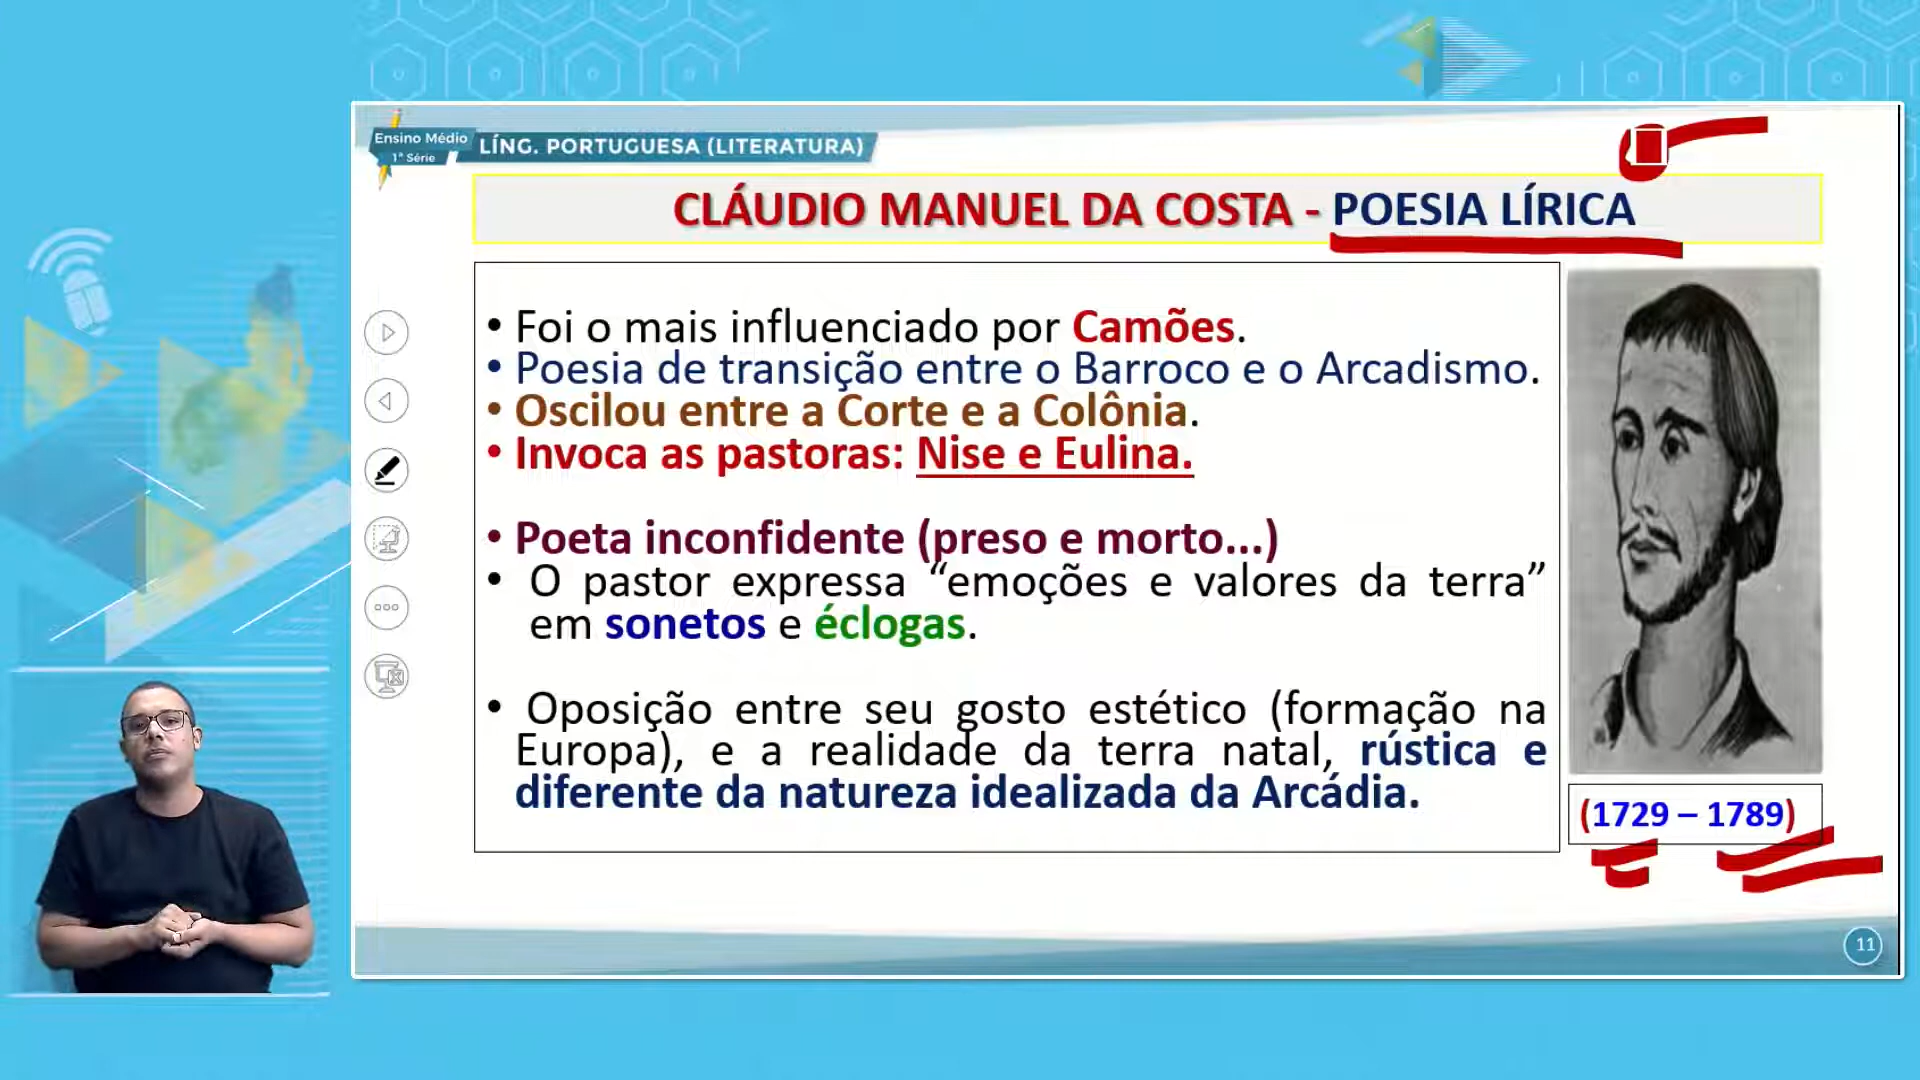 Ensino Médio
1ª Série
LÍNG. PORTUGUESA (LITERATURA)
CLÁUDIO MANUEL DA COSTA - POESIA LÍRICA
• Foi o mais influenciado por Camões.
• Poesia de transição entre o Barroco e o Arcadismo.
• Oscilou entre a Corte e a Colônia.
• Invoca as pastoras: Nise e Eulina.
• Poeta inconfidente (preso e morto...)
• O pastor expressa “emoções e valores da terra”
em sonetos e éclogas.
• Oposição entre seu gosto estético (formação na
Europa), e a realidade da terra natal, rústica e
diferente da natureza idealizada da Arcádia.
(1729 – 1789)
11